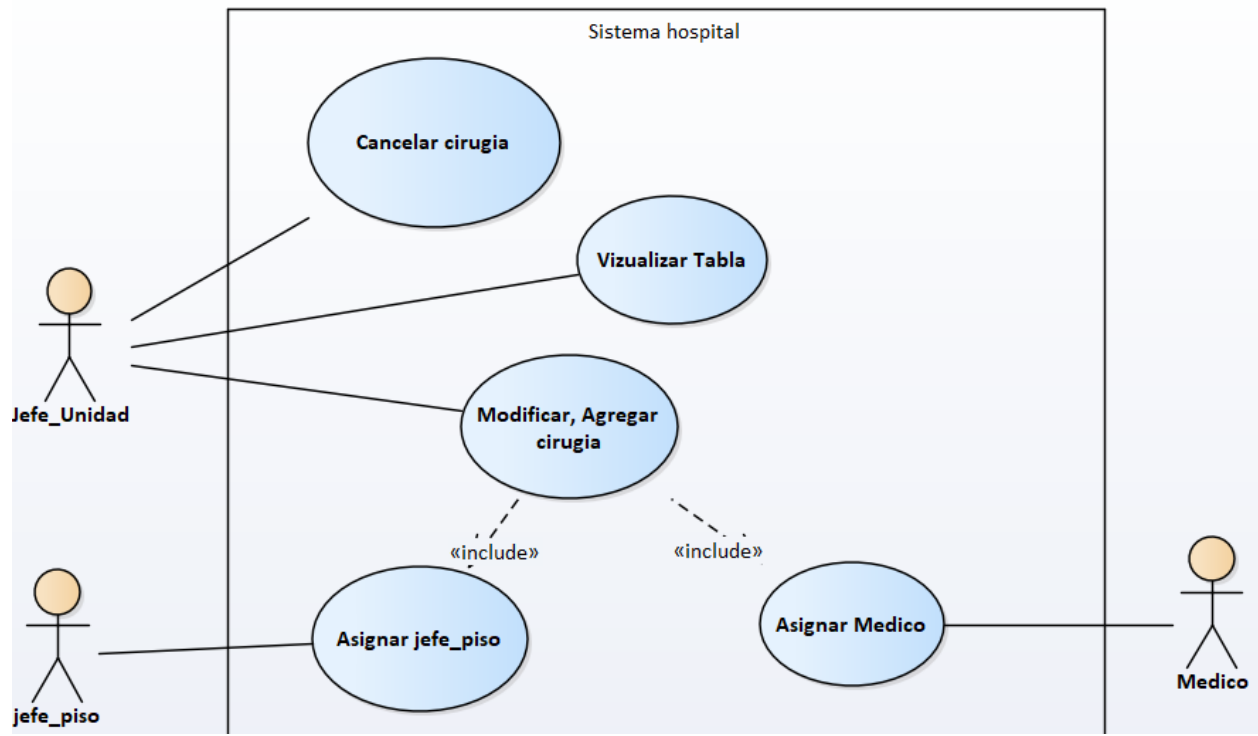 Sistema hospital
Cancelar cirugia
Vizualizar Tabla
Jefe_Unidad
Modificar, Agregar
cirugia
«include»
«include»
Asignar jefe_piso
Asignar Medico
jefe_piso
Medico